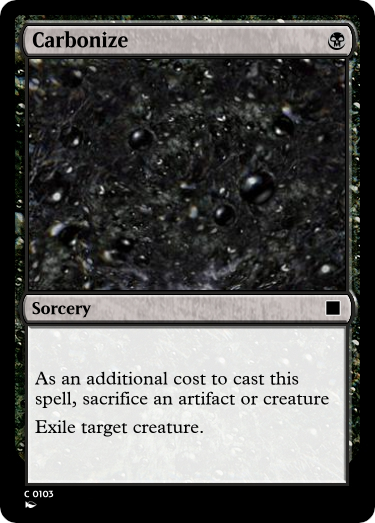 Carbonize
Sorcery
As an additional cost to cast this
spell, sacrifice an artifact or creature
Exile target creature.
C 0103